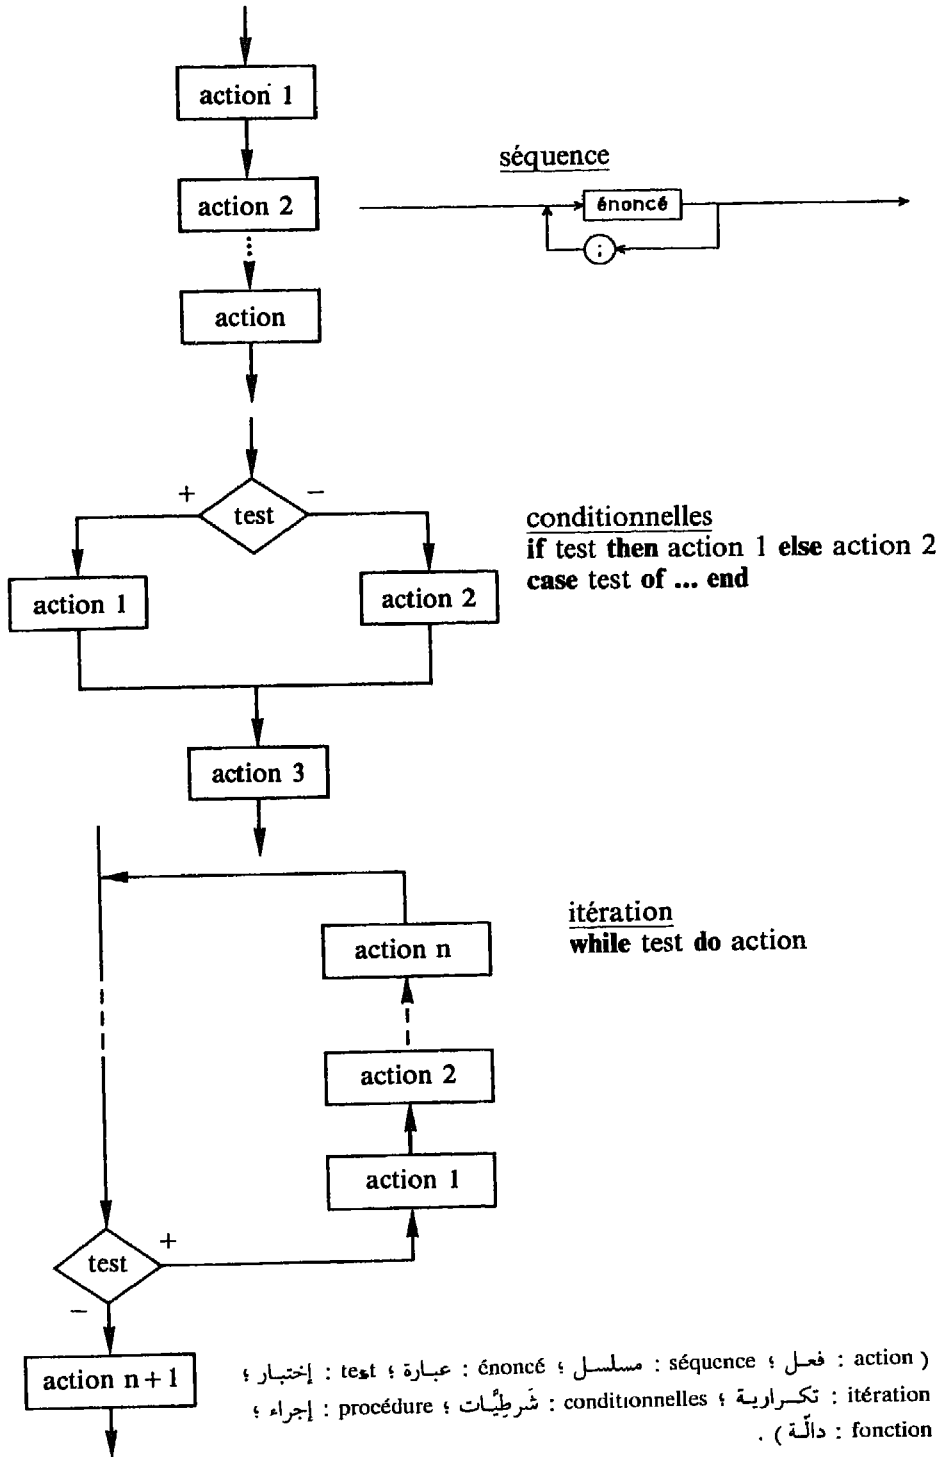 action 1
séquence
action 2
énoncé
;
action
+
−
test
conditionnelles
if test then action 1 else action 2
case test of ... end
action 1
action 2
action 3
itération
while test do action
action n
action 2
action 1
+
test
−
action n+1
( action : فعل ؛ séquence : مسلسل ؛ énoncé : عبارة ؛ test : إختبار ؛
itération : تكرارية ؛ conditionnelles : شَرطِيَّات ؛ procédure : إجراء ؛
fonction : دالّة ) .